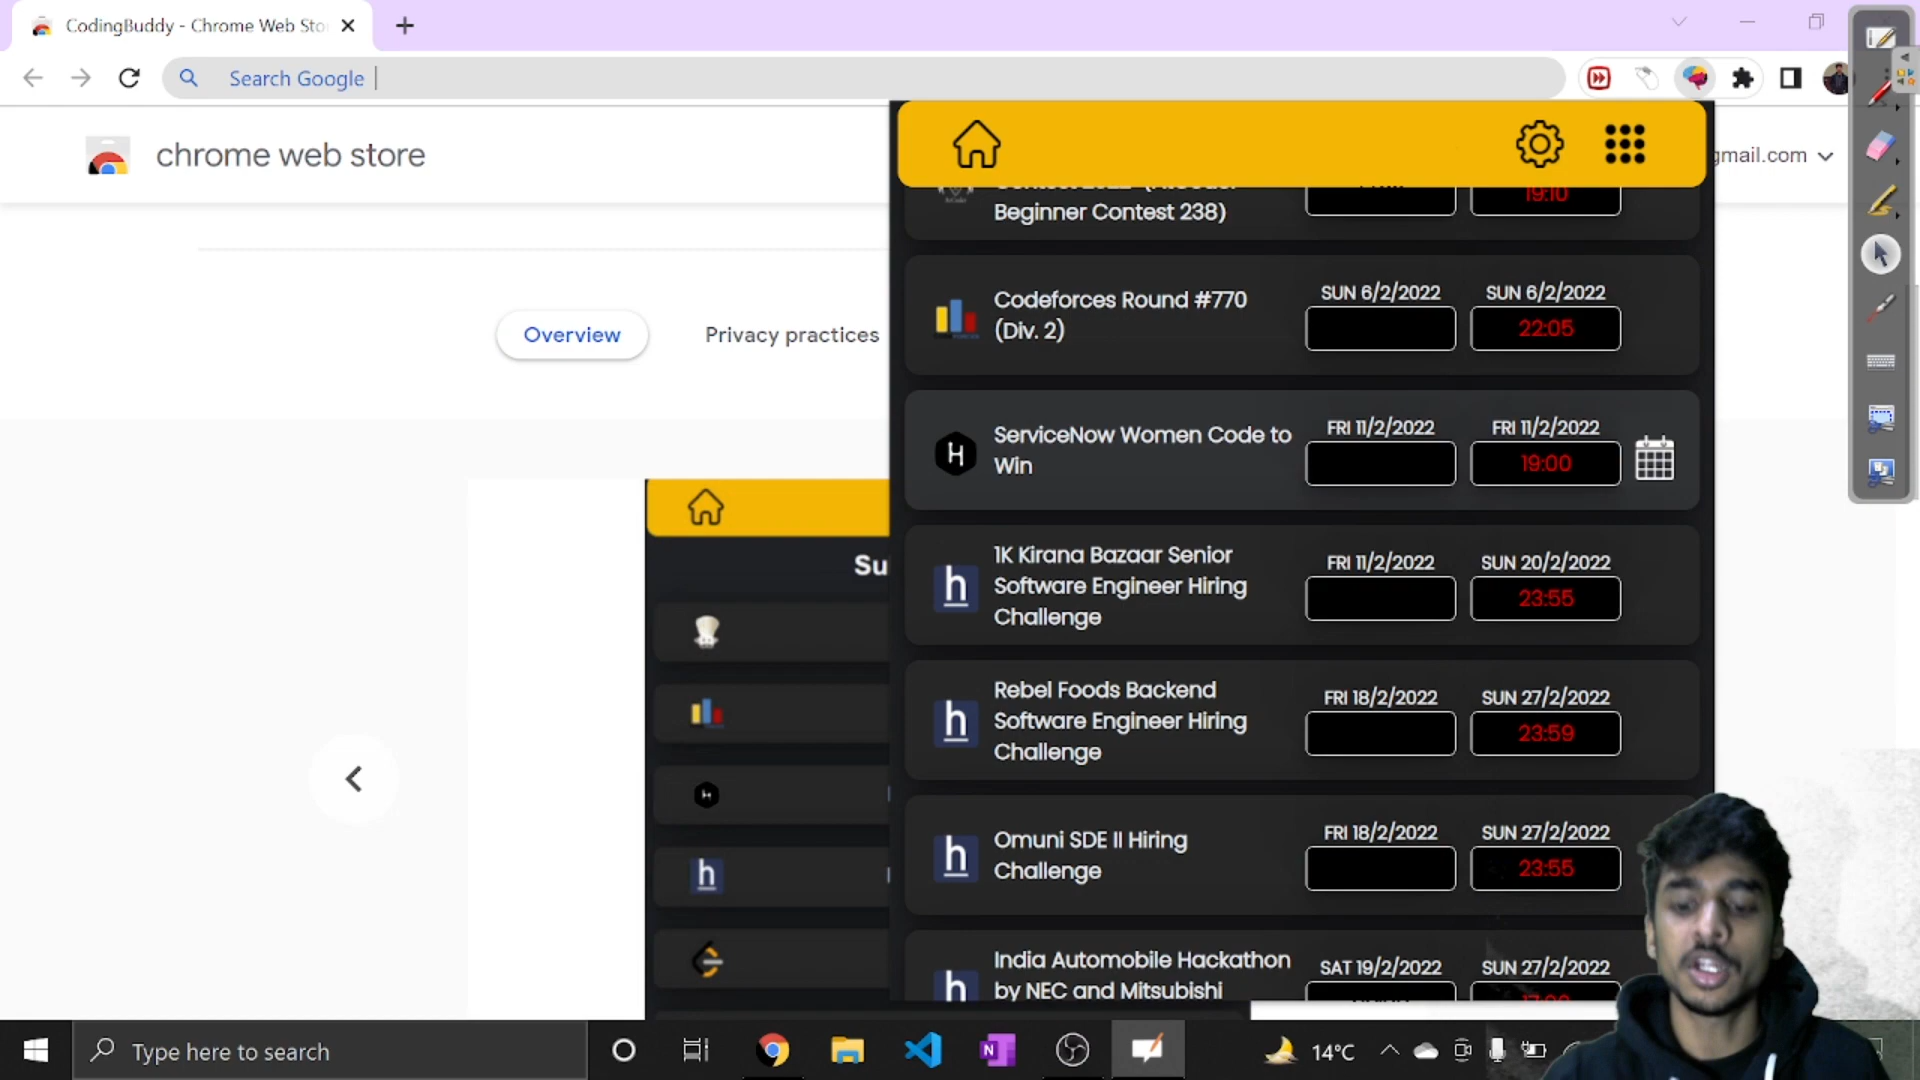 CodingBuddy - Chrome Web Sto
Search Google
chrome web store
gmail.com
Overview
Privacy practices
Su
Beginner Contest 238)
19:10
Codeforces Round #770
(Div. 2)
SUN 6/2/2022
SUN 6/2/2022
22:05
ServiceNow Women Code to
Win
FRI 11/2/2022
FRI 11/2/2022
19:00
1K Kirana Bazaar Senior
Software Engineer Hiring
Challenge
FRI 11/2/2022
SUN 20/2/2022
23:55
Rebel Foods Backend
Software Engineer Hiring
Challenge
FRI 18/2/2022
SUN 27/2/2022
23:59
Omuni SDE II Hiring
Challenge
FRI 18/2/2022
SUN 27/2/2022
23:55
India Automobile Hackathon
by NEC and Mitsubishi
SAT 19/2/2022
SUN 27/2/2022
Type here to search
14°C